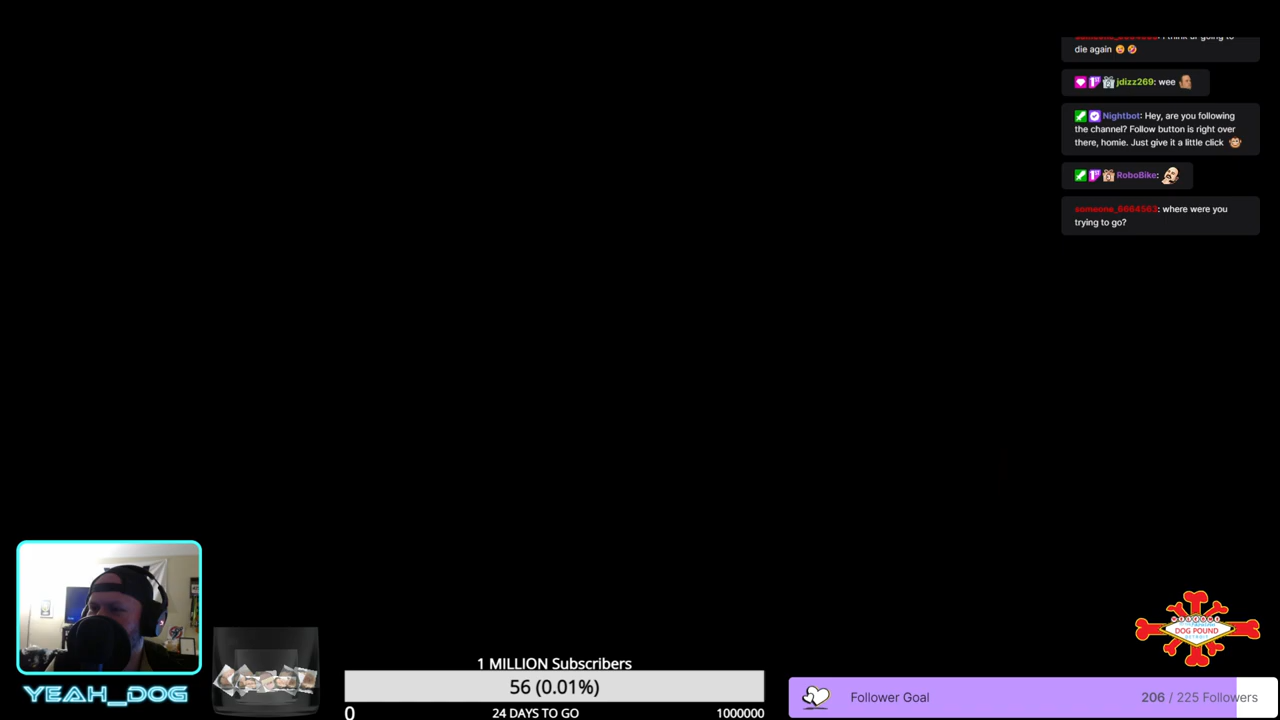 die again 😵 🤣
jdizz269: wee
Nightbot: Hey, are you following
the channel? Follow button is right over
there, homie. Just give it a little click
RoboBike:
someone_6664563: where were you
trying to go?
DOG POUND
YEAH_DOG
1 MILLION Subscribers
56 (0.01%)
0
24 DAYS TO GO
1000000
Follower Goal
206 / 225 Followers